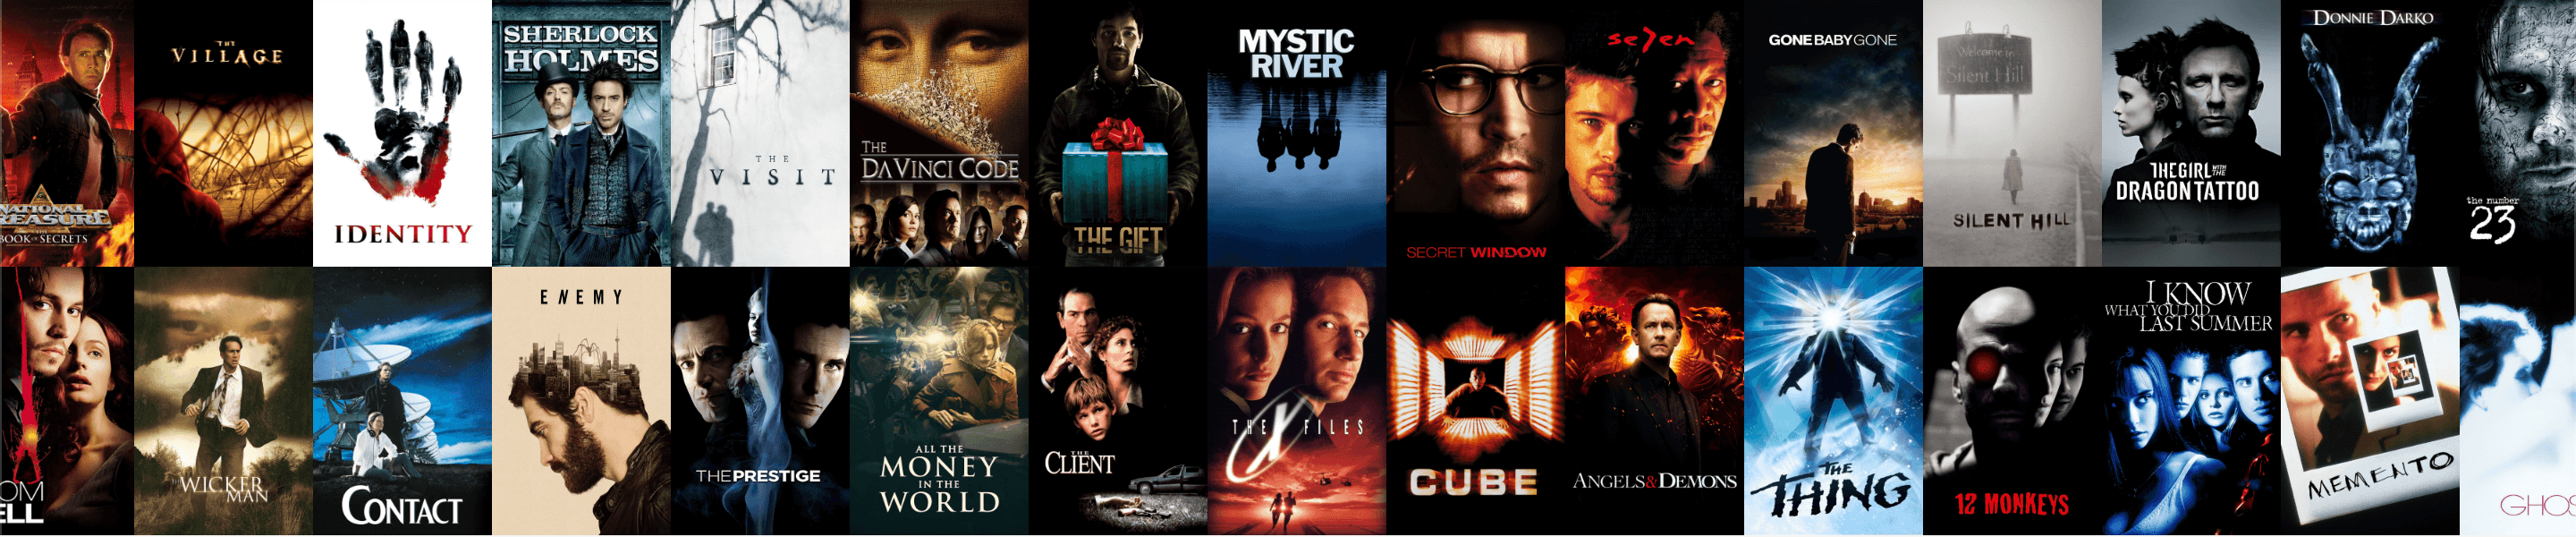 NATIONAL
TREASURE
BOOK OF SECRETS
THE
VILLAGE
IDENTITY
SHERLOCK
HOLMES
THE
VISIT
THE
DA VINCI CODE
THE GIFT
MYSTIC
RIVER
SECRET WINDOW
se7en
GONE BABY GONE
Welcome to
Silent Hill
SILENT HILL
THE GIRL WITH THE
DRAGON TATTOO
DONNIE DARKO
the number
23
OM
ELL
THE
WICKER
MAN
CONTACT
ENEMY
THE PRESTIGE
ALL THE
MONEY
IN THE
WORLD
THE
CLIENT
THE X FILES
CUBE
ANGELS & DEMONS
THE
THING
12 MONKEYS
I KNOW
WHAT YOU DID
LAST SUMMER
MEMENTO
GHOS